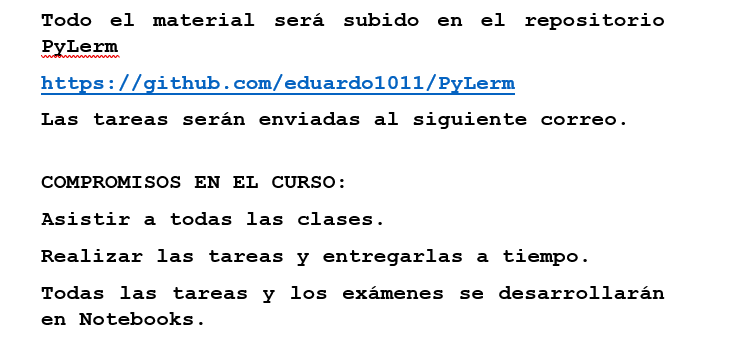 Todo el material será subido en el repositorio
PyLerm
https://github.com/eduardo1011/PyLerm
Las tareas serán enviadas al siguiente correo.
COMPROMISOS EN EL CURSO:
Asistir a todas las clases.
Realizar las tareas y entregarlas a tiempo.
Todas las tareas y los exámenes se desarrollarán
en Notebooks.